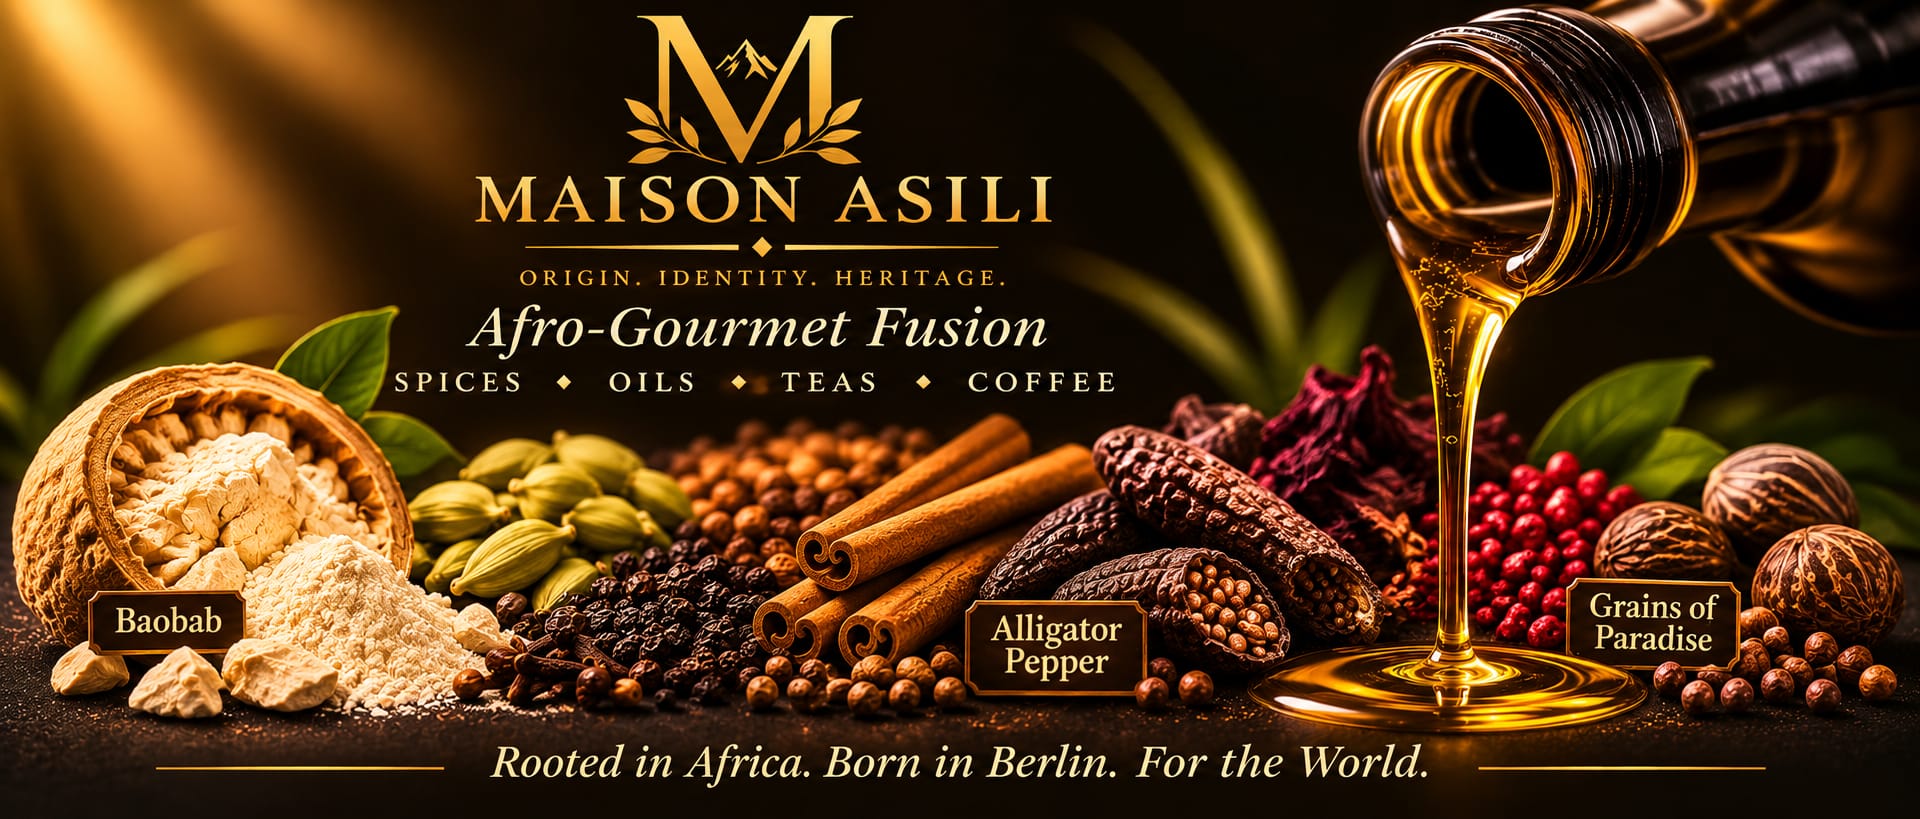 M
MAISON ASILI
ORIGIN. IDENTITY. HERITAGE.
Afro-Gourmet Fusion
SPICES ◆ OILS ◆ TEAS ◆ COFFEE
Baobab
Alligator
Pepper
Grains of
Paradise
Rooted in Africa. Born in Berlin. For the World.